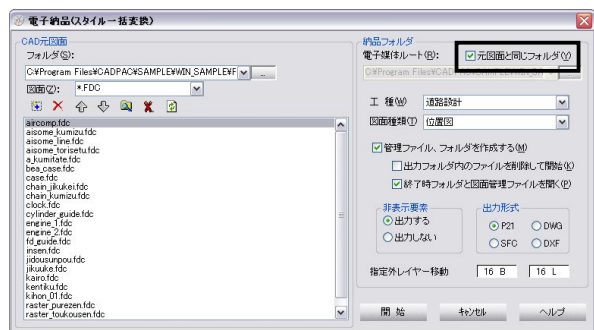 電子納品(スタイル一括変換)
CAD元図面
フォルダ(S):
C:¥Program Files¥CADPAC¥SAMPLE¥WIN_SAMPLE¥F
...
図面(Z):
*.FDC
aircomp.fdc
aisome_kumizu.fdc
aisome_line.fdc
aisome_torisetu.fdc
a_kumitate.fdc
bea_case.fdc
case.fdc
chain_jikukei.fdc
chain_kumizu.fdc
clock.fdc
cylinder_guide.fdc
engine_1.fdc
engine_2.fdc
fd_guide.fdc
insen.fdc
jidousunpou.fdc
jikuuke.fdc
kairo.fdc
kentiku.fdc
kihon_01.fdc
raster_purezen.fdc
raster_toukousen.fdc
納品フォルダ
電子媒体ルート(R):
元図面と同じフォルダ(Y)
C:¥Program Files¥CADPAC¥SAMPLE¥WIN_
工 種(W)
道路設計
図面種類(T)
位置図
管理ファイル、フォルダを作成する(M)
出力フォルダ内のファイルを削除して開始(K)
終了時フォルダと図面管理ファイルを開く(P)
非表示要素
出力する
出力しない
出力形式
P21
DWG
SFC
DXF
指定外レイヤー移動
16 B
16 L
開 始
キャンセル
ヘルプ